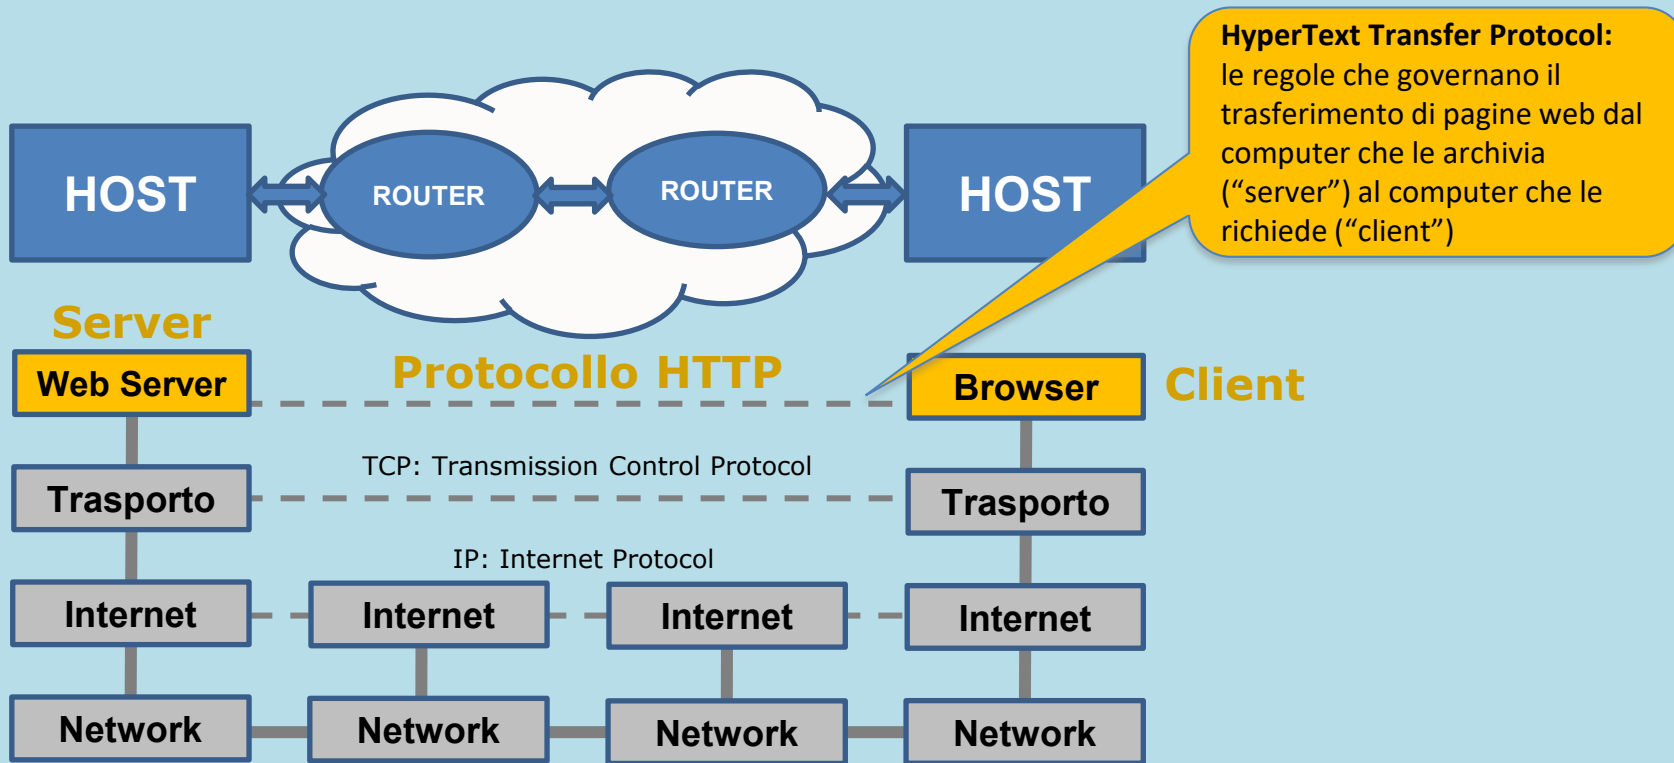 HyperText Transfer Protocol:
le regole che governano il
trasferimento di pagine web dal
computer che le archivia
(“server”) al computer che le
richiede (“client”)
HOST
ROUTER
ROUTER
HOST
Server
Web Server
Protocollo HTTP
Browser
Client
TCP: Transmission Control Protocol
Trasporto
Trasporto
IP: Internet Protocol
Internet
Internet
Internet
Internet
Network
Network
Network
Network